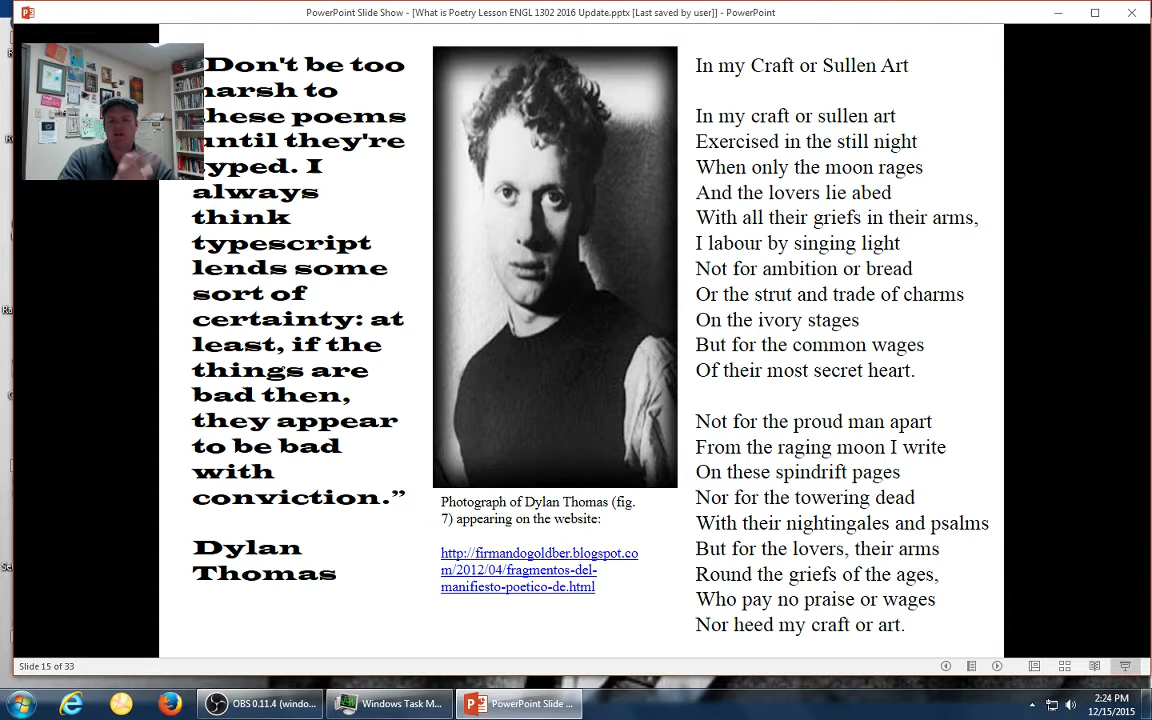 PowerPoint Slide Show - [What is Poetry Lesson ENGL 1302 2016 Update.pptx [Last saved by user]] - PowerPoint
Don't be too
harsh to
these poems
until they're
typed. I
always
think
typescript
lends some
sort of
certainty: at
least, if the
things are
bad then,
they appear
to be bad
with
conviction.”
Dylan
Thomas
Photograph of Dylan Thomas (fig.
7) appearing on the website:
http://firmandogoldber.blogspot.co
m/2012/04/fragmentos-del-
manifiesto-poetico-de.html
In my Craft or Sullen Art
In my craft or sullen art
Exercised in the still night
When only the moon rages
And the lovers lie abed
With all their griefs in their arms,
I labour by singing light
Not for ambition or bread
Or the strut and trade of charms
On the ivory stages
But for the common wages
Of their most secret heart.
Not for the proud man apart
From the raging moon I write
On these spindrift pages
Nor for the towering dead
With their nightingales and psalms
But for the lovers, their arms
Round the griefs of the ages,
Who pay no praise or wages
Nor heed my craft or art.
Slide 15 of 33
OBS 0.11.4 (windo...
Windows Task M...
PowerPoint Slide ...
2:24 PM
12/15/2015